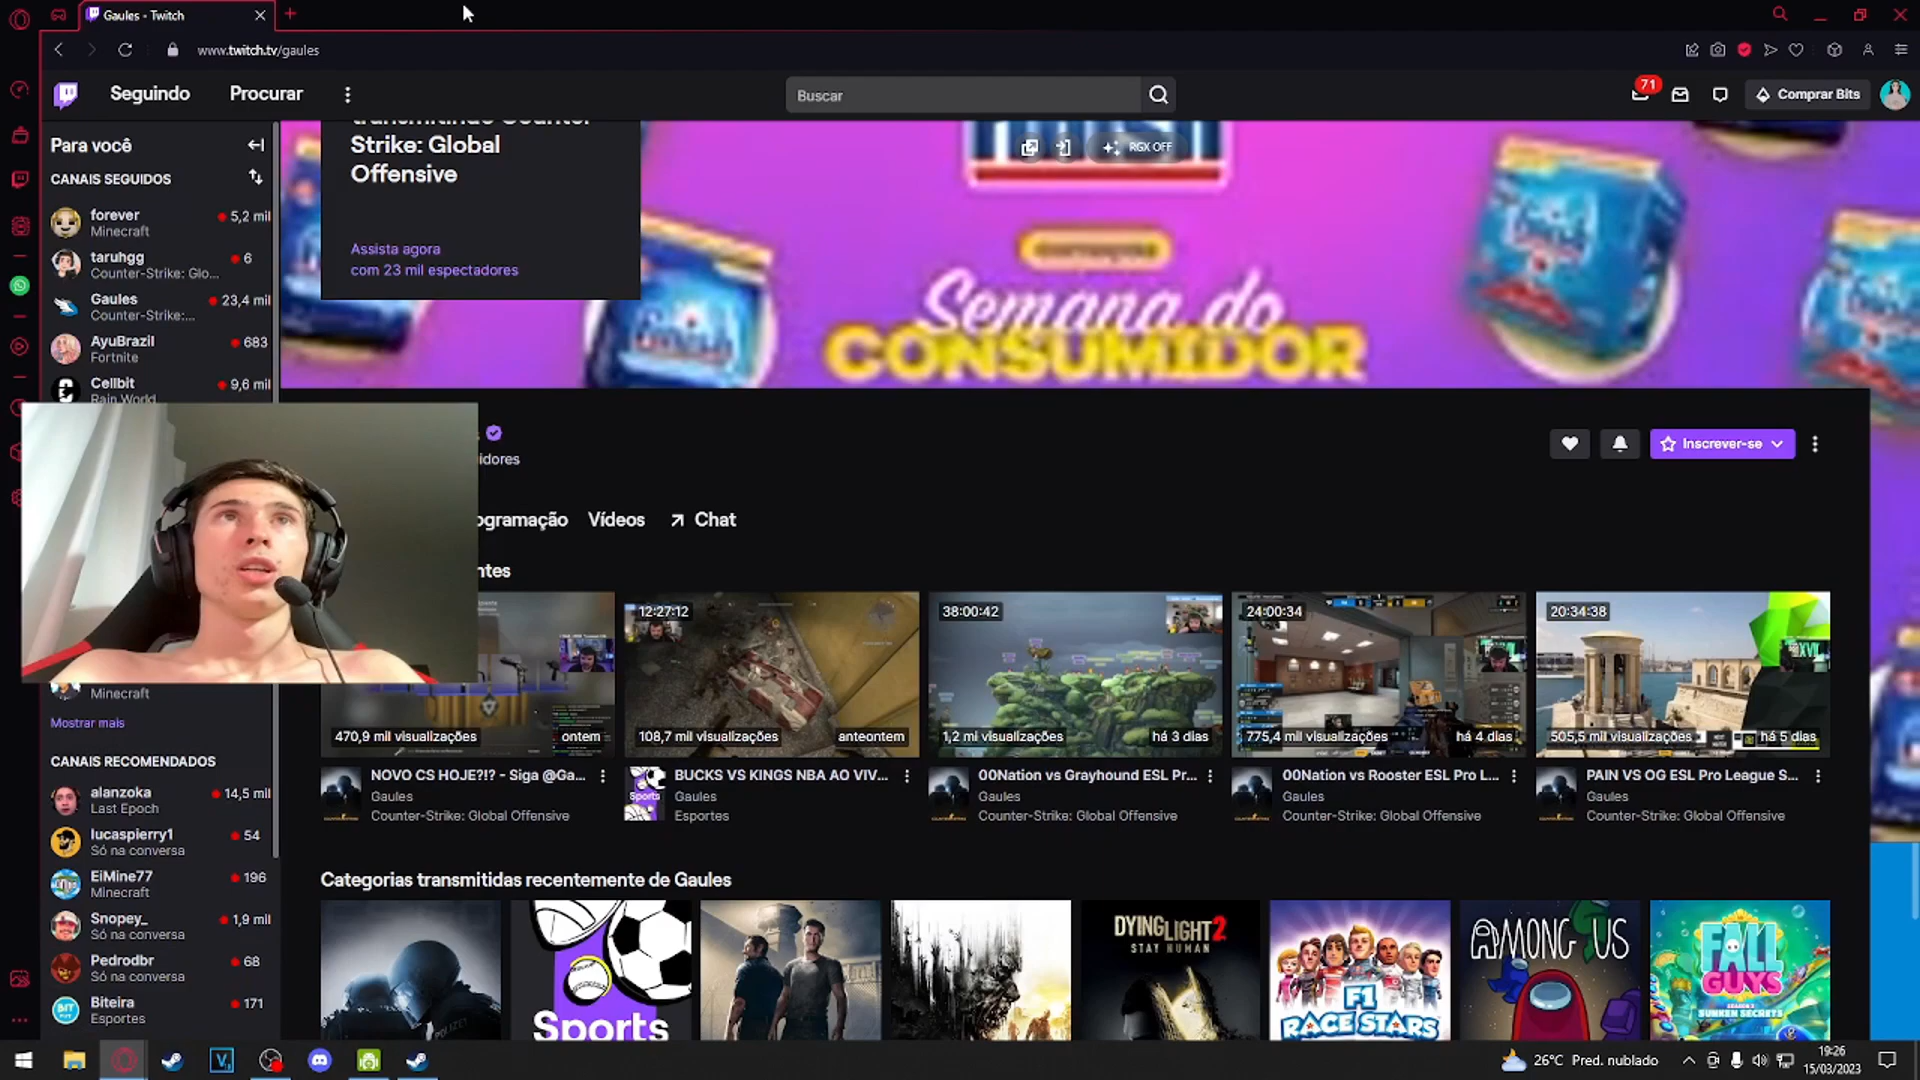 Gaules - Twitch
www.twitch.tv/gaules
Seguindo
Procurar
Buscar
71
Comprar Bits
Para você
CANAIS SEGUIDOS
forever
5,2 mil
Minecraft
taruhgg
6
Counter-Strike: Glo...
Gaules
23,4 mil
Counter-Strike:...
AyuBrazil
683
Fortnite
Cellbit
9,6 mil
Rain World
Minecraft
Mostrar mais
CANAIS RECOMENDADOS
alanzoka
14,5 mil
Last Epoch
lucaspierry1
54
Só na conversa
EiMine77
196
Minecraft
Snopey_
1,9 mil
Só na conversa
Pedrodbr
68
Só na conversa
Biteira
171
Esportes
transmitindo Counter
Strike: Global
Offensive
Assista agora
com 23 mil espectadores
RGX OFF
Semana do
CONSUMIDOR
idores
Inscrever-se
ogramação
Vídeos
Chat
ntes
470,9 mil visualizações
ontem
NOVO CS HOJE?!? - Siga @Ga...
Gaules
Counter-Strike: Global Offensive
12:27:12
108,7 mil visualizações
anteontem
Sports
BUCKS VS KINGS NBA AO VIV...
Gaules
Esportes
38:00:42
1,2 mi visualizações
há 3 dias
00Nation vs Grayhound ESL Pr...
Gaules
Counter-Strike: Global Offensive
24:00:34
775,4 mil visualizações
há 4 dias
00Nation vs Rooster ESL Pro L...
Gaules
Counter-Strike: Global Offensive
20:34:38
505,5 mil visualizações
há 5 dias
PAIN VS OG ESL Pro League S...
Gaules
Counter-Strike: Global Offensive
Categorias transmitidas recentemente de Gaules
POLIZEI
Sports
DYING LIGHT 2
STAY HUMAN
F1
RACE STARS
AMONG US
FALL
GUYS
SUNKEN SECRETS
26°C Pred. nublado
19:26
15/03/2023